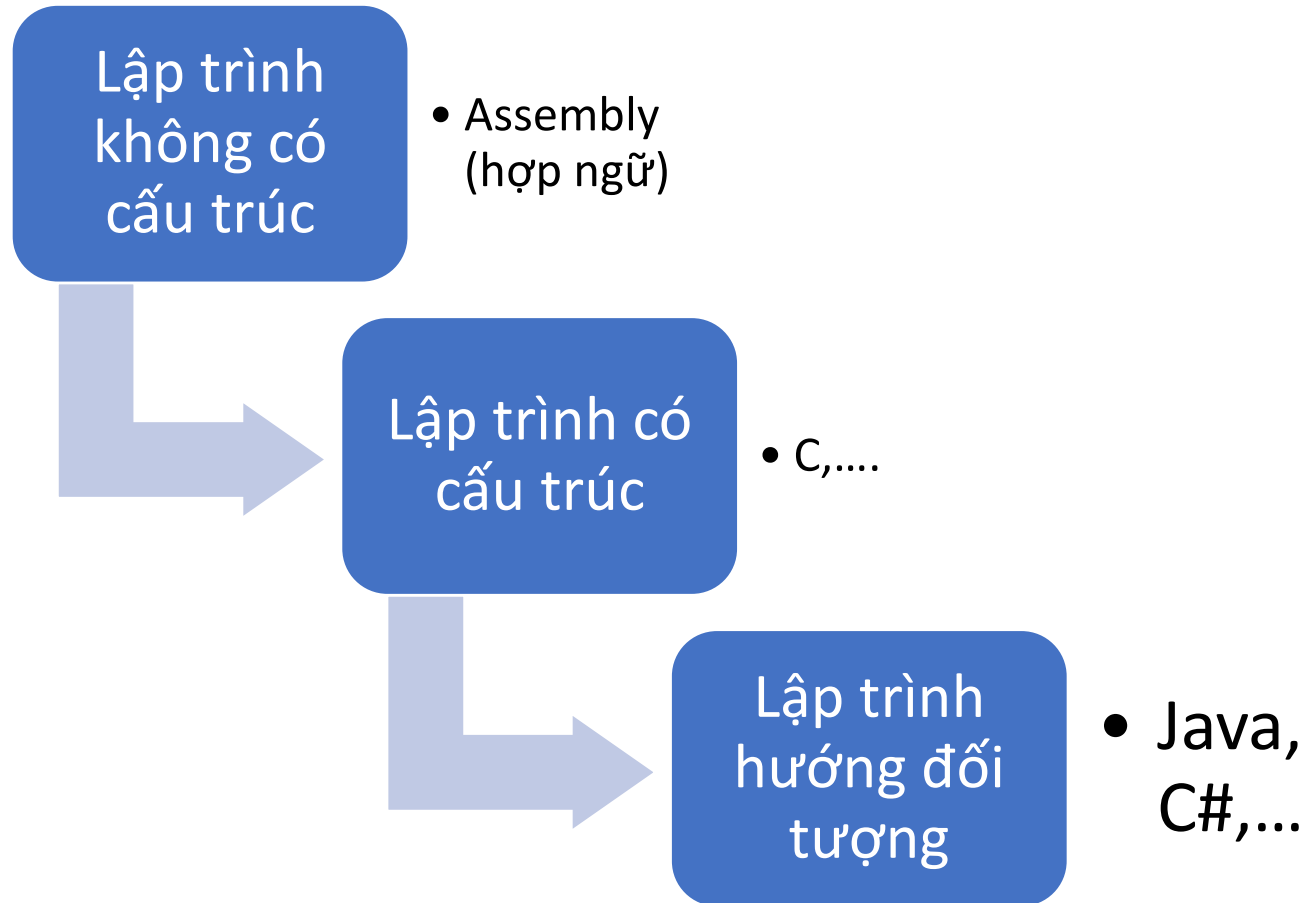 Lập trình
không có
cấu trúc
• Assembly
(hợp ngữ)
Lập trình có
cấu trúc
• C,....
Lập trình
hướng đối
tượng
• Java,
C#,...